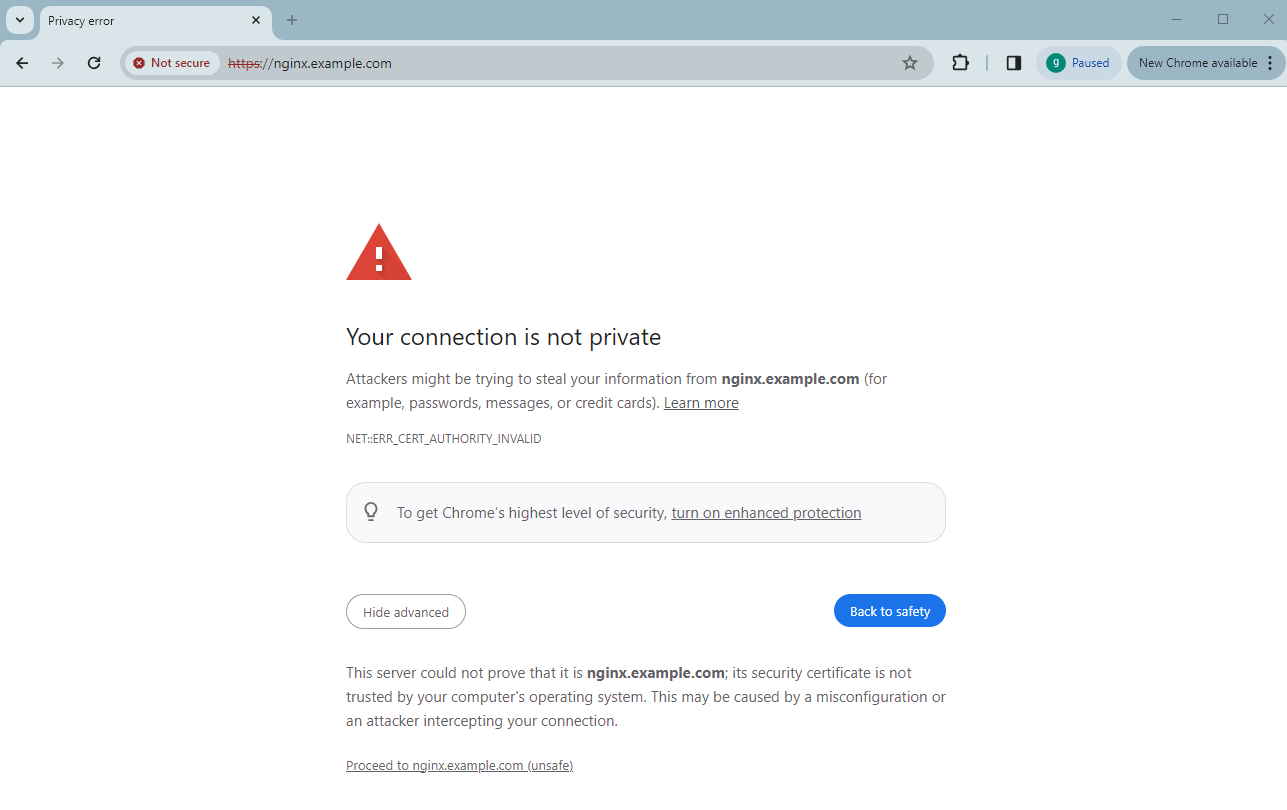 Privacy error
Not secure https://nginx.example.com g Paused New Chrome available
Your connection is not private
Attackers might be trying to steal your information from nginx.example.com (for
example, passwords, messages, or credit cards). Learn more
NET::ERR_CERT_AUTHORITY_INVALID
To get Chrome's highest level of security, turn on enhanced protection
Hide advanced Back to safety
This server could not prove that it is nginx.example.com; its security certificate is not
trusted by your computer's operating system. This may be caused by a misconfiguration or
an attacker intercepting your connection.
Proceed to nginx.example.com (unsafe)